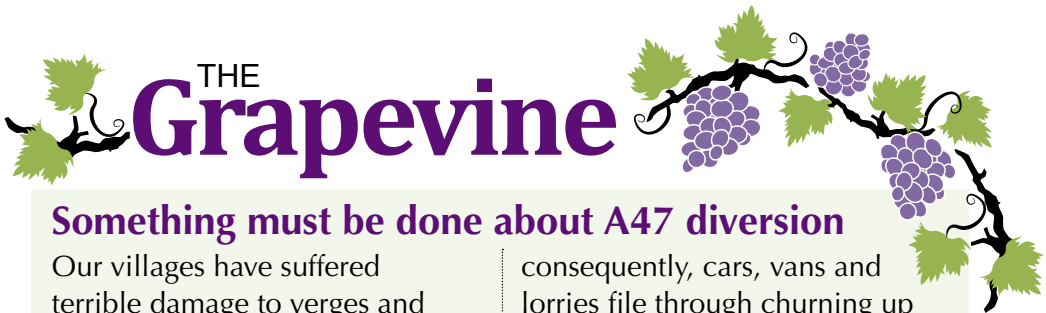 THE
Grapevine
Something must be done about A47 diversion
Our villages have suffered
terrible damage to verges and
consequently, cars, vans and
lorries file through churning up